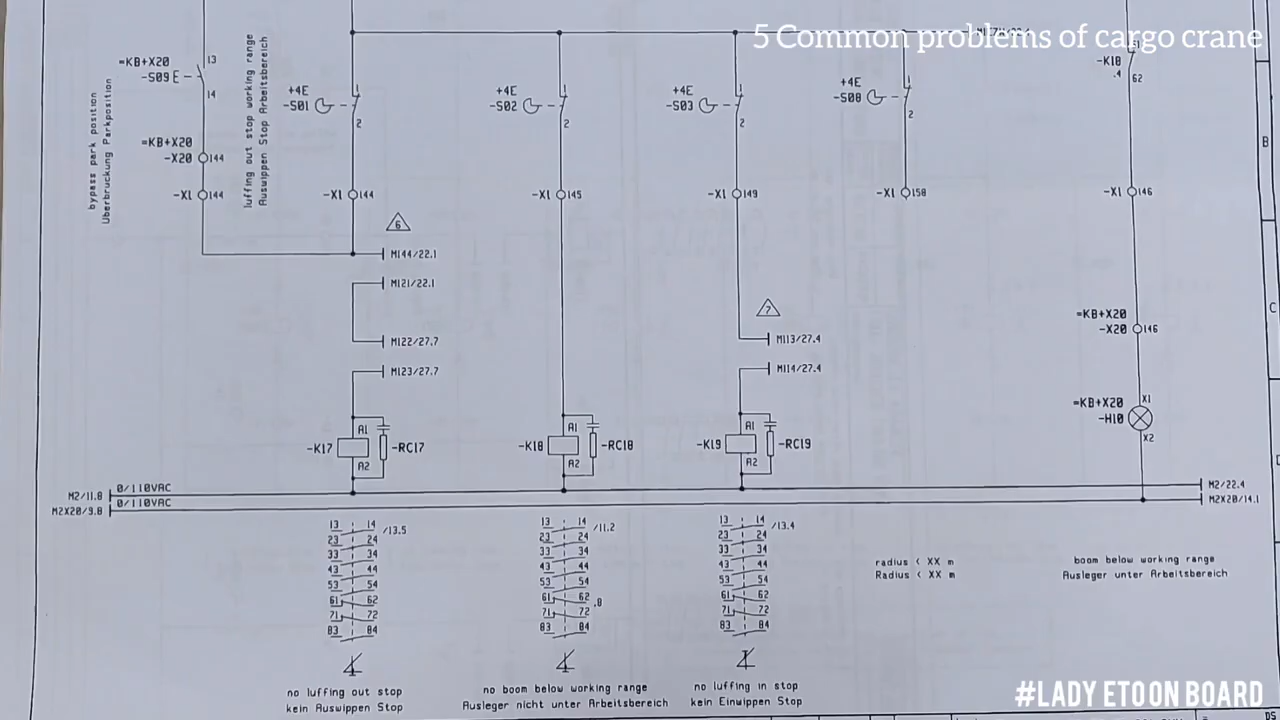 5 Common problems of cargo crane
=KB+X20
-S09 E
13
14
bypass park position
Überbrückung Parkposition
luffing out stop working range
Auswippen Stop Arbeitsbereich
=KB+X20
-X20
144
-X1
144
+4E
-S01
1
2
-X1
144
6
M144/22.1
M121/22.1
M122/27.7
M123/27.7
-K17
A1
A2
-RC17
+4E
-S02
1
2
-X1
145
-K18
A1
A2
-RC18
+4E
-S03
1
2
-X1
149
7
M113/27.4
M114/27.4
-K19
A1
A2
-RC19
+4E
-S08
1
2
-X1
158
-K18
.4
61
62
-X1
146
=KB+X20
-X20
146
=KB+X20
-H10
X1
X2
B
C
M2/11.8
0/110VAC
M2/22.4
M2X20/9.8
0/110VAC
M2X20/14.1
13 14 /13.5
23 24
33 34
43 44
53 54
61 62
71 72
83 84
no luffing out stop
kein Auswippen Stop
13 14 /11.2
23 24
33 34
43 44
53 54
61 62 .8
71 72
83 84
no boom below working range
Ausleger nicht unter Arbeitsbereich
13 14 /13.4
23 24
33 34
43 44
53 54
61 62
71 72
83 84
no luffing in stop
kein Einwippen Stop
radius < XX m
Radius < XX m
boom below working range
Ausleger unter Arbeitsbereich
#LADY ETOON BOARD